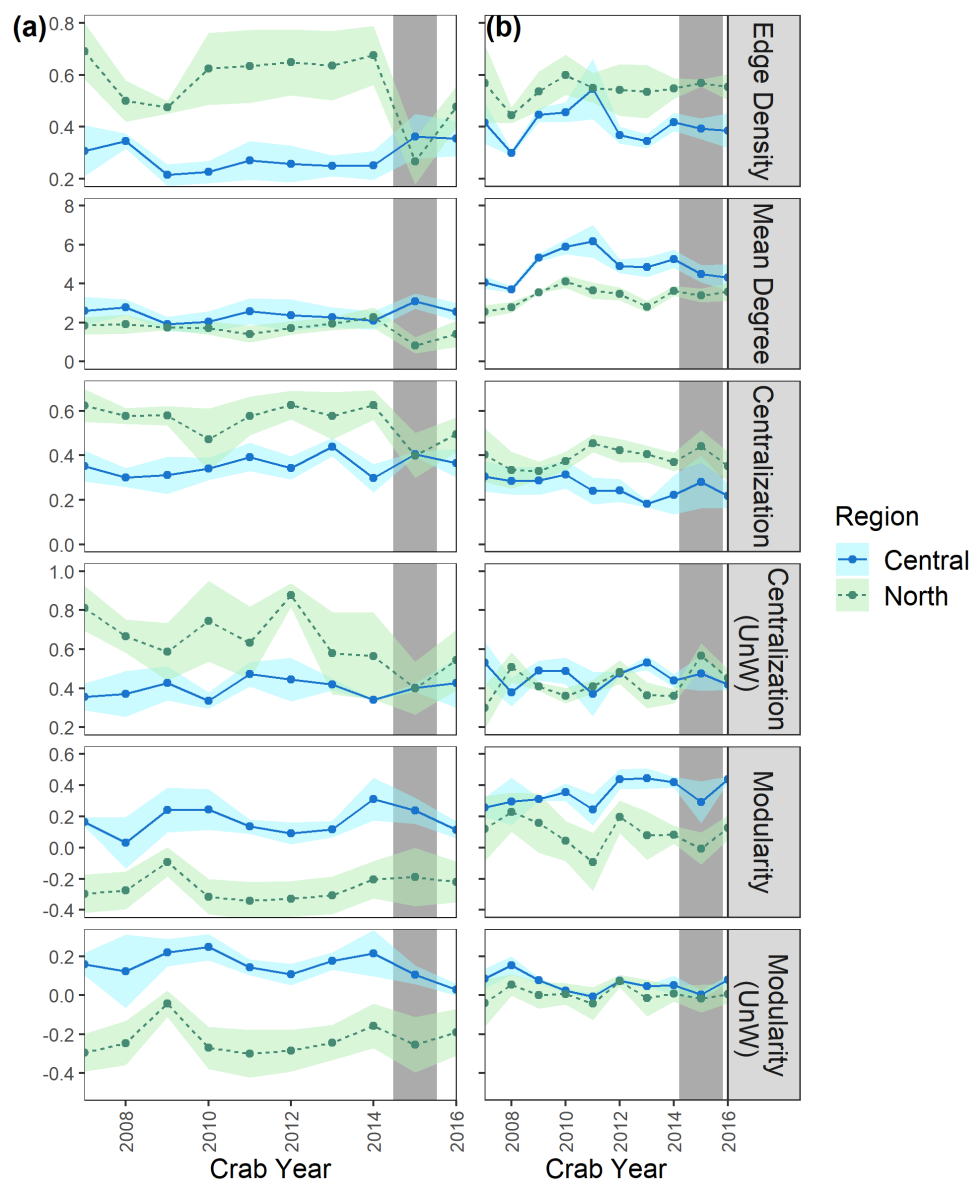 (a)
(b)
0.8
0.6
0.4
0.2
Edge Density
8
6
4
2
0
Mean Degree
0.6
0.4
0.2
0.0
Centralization
1.0
0.8
0.6
0.4
0.2
Centralization
(UnW)
0.6
0.4
0.2
0.0
-0.2
-0.4
Modularity
0.2
0.0
-0.2
-0.4
Modularity
(UnW)
2008
2010
2012
2014
2016
2008
2010
2012
2014
2016
Crab Year
Crab Year
Region
Central
North